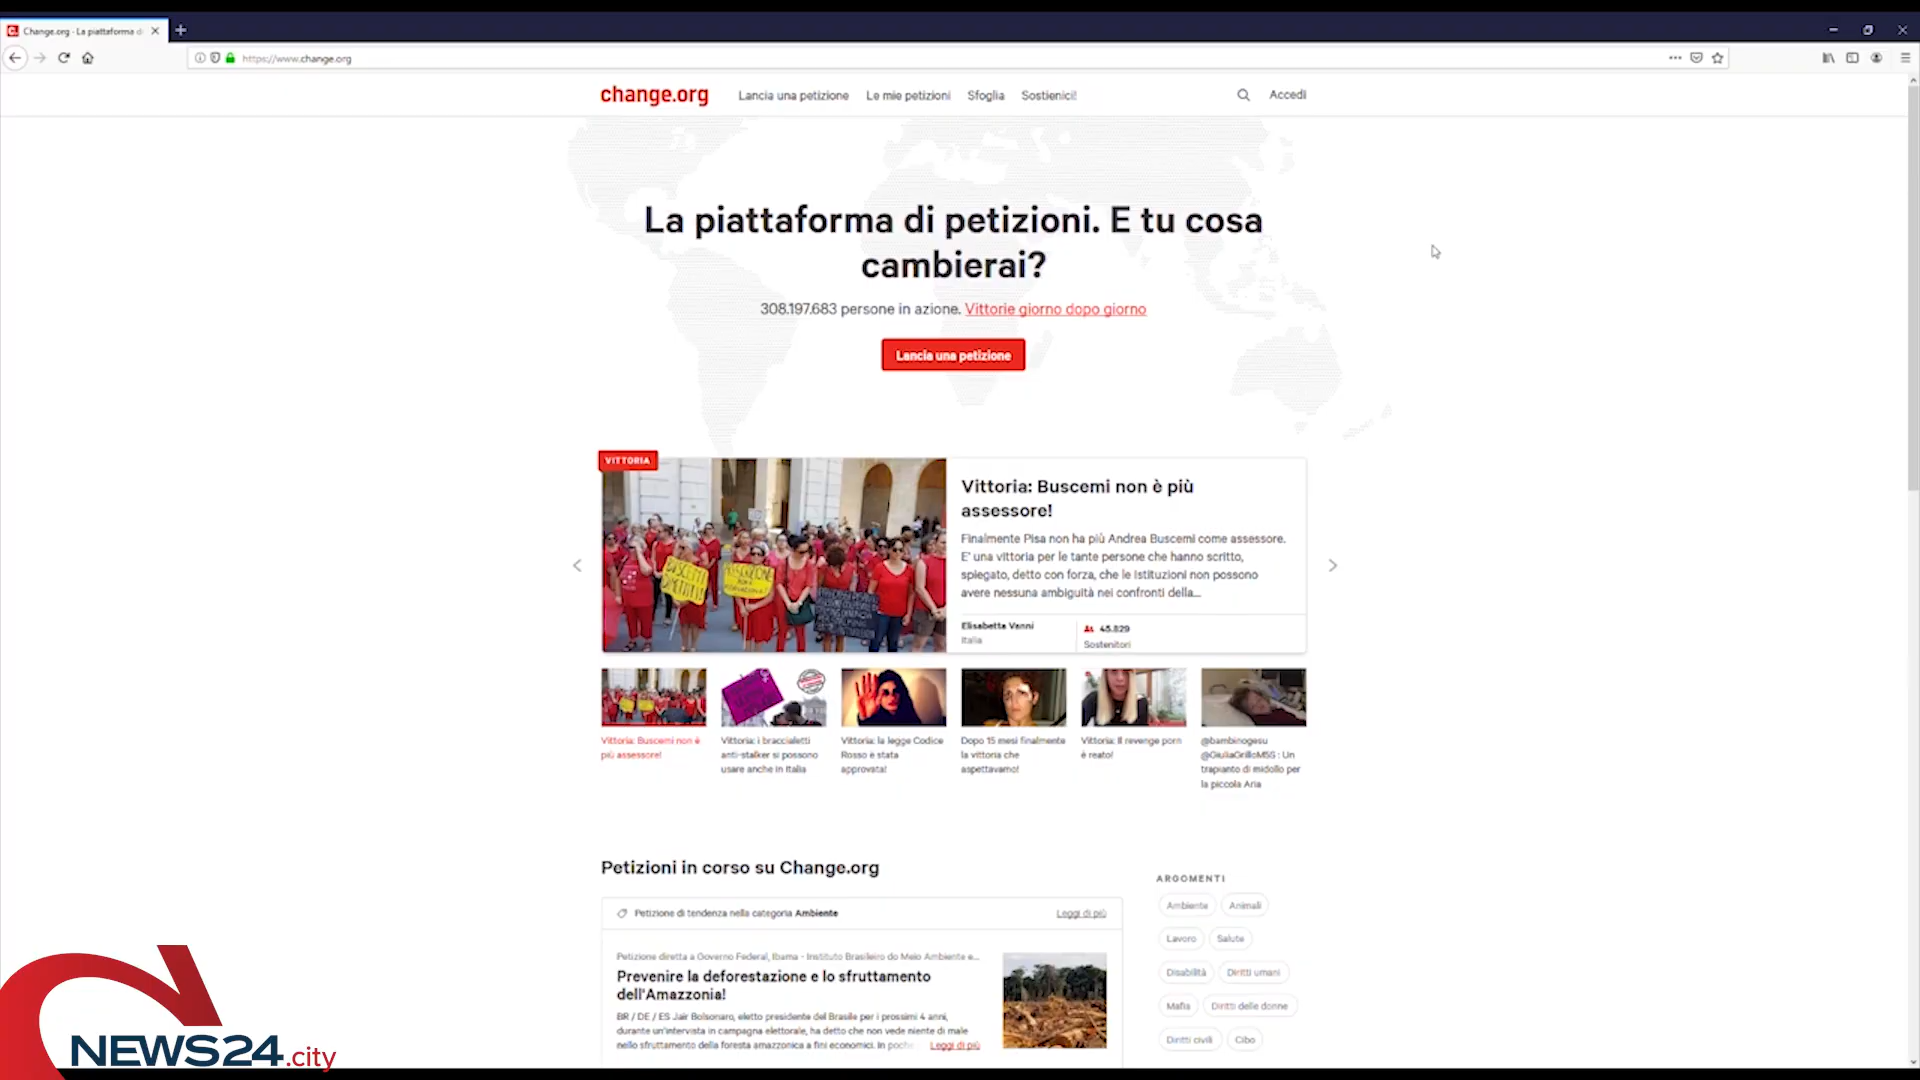 Change.org · La piattaforma di
https://www.change.org
change.org
Lancia una petizione
Le mie petizioni
Sfoglia
Sostienici!
Accedi
La piattaforma di petizioni. E tu cosa
cambierai?
308.197.683 persone in azione. Vittorie giorno dopo giorno
Lancia una petizione
VITTORIA
BUSCEMI
Vittoria: Buscemi non è più
assessore!
Finalmente Pisa non ha più Andrea Buscemi come assessore.
E' una vittoria per le tante persone che hanno scritto,
spiegato, detto con forza, che le Istituzioni non possono
avere nessuna ambiguità nei confronti della...
Elisabetta Vanni
Italia
45.829
Sostenitori
Vittoria: Buscemi non è
più assessore!
Vittoria: i braccialetti
anti-stalker si possono
usare anche in Italia
Vittoria: la legge Codice
Rosso è stata
approvata!
Dopo 15 mesi finalmente
la vittoria che
aspettavamo!
Vittoria: Il revenge porn
è reato!
@bambinogesu
@GiuliaGrilloM5S : Un
trapianto di midollo per
la piccola Aria
Petizioni in corso su Change.org
Petizione di tendenza nella categoria Ambiente
Leggi di più
Petizione diretta a Governo Federal, Ibama - Instituto Brasileiro do Meio Ambiente e...
Prevenire la deforestazione e lo sfruttamento
dell'Amazzonia!
BR / DE / ES Jair Bolsonaro, eletto presidente del Brasile per i prossimi 4 anni,
durante un'intervista in campagna elettorale, ha detto che non vede niente di male
nello sfruttamento della foresta amazzonica a fini economici. In poche
Leggi di più
ARGOMENTI
Ambiente
Animali
Lavoro
Salute
Disabilità
Diritti umani
Mafia
Diritti delle donne
Diritti civili
Cibo
NEWS24.city